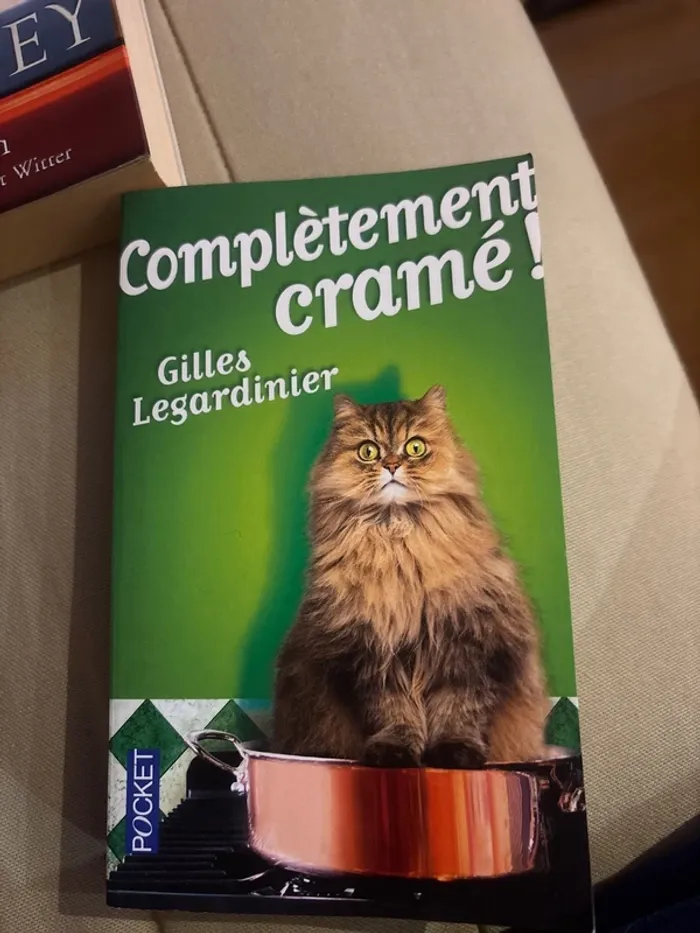 EY
r Witter
Complètement
cramé !
Gilles
Legardinier
POCKET